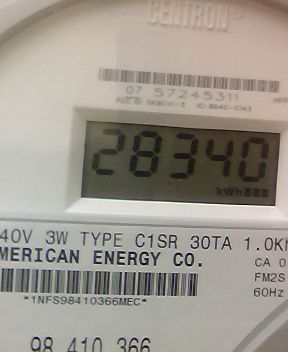 CENTRON
07 57245311
28340
kWh
40V 3W TYPE C1SR 30TA 1.0K
MERICAN ENERGY CO.
CA 0
FM2S
*1NFS98410366MEC*
60Hz
98 410 366